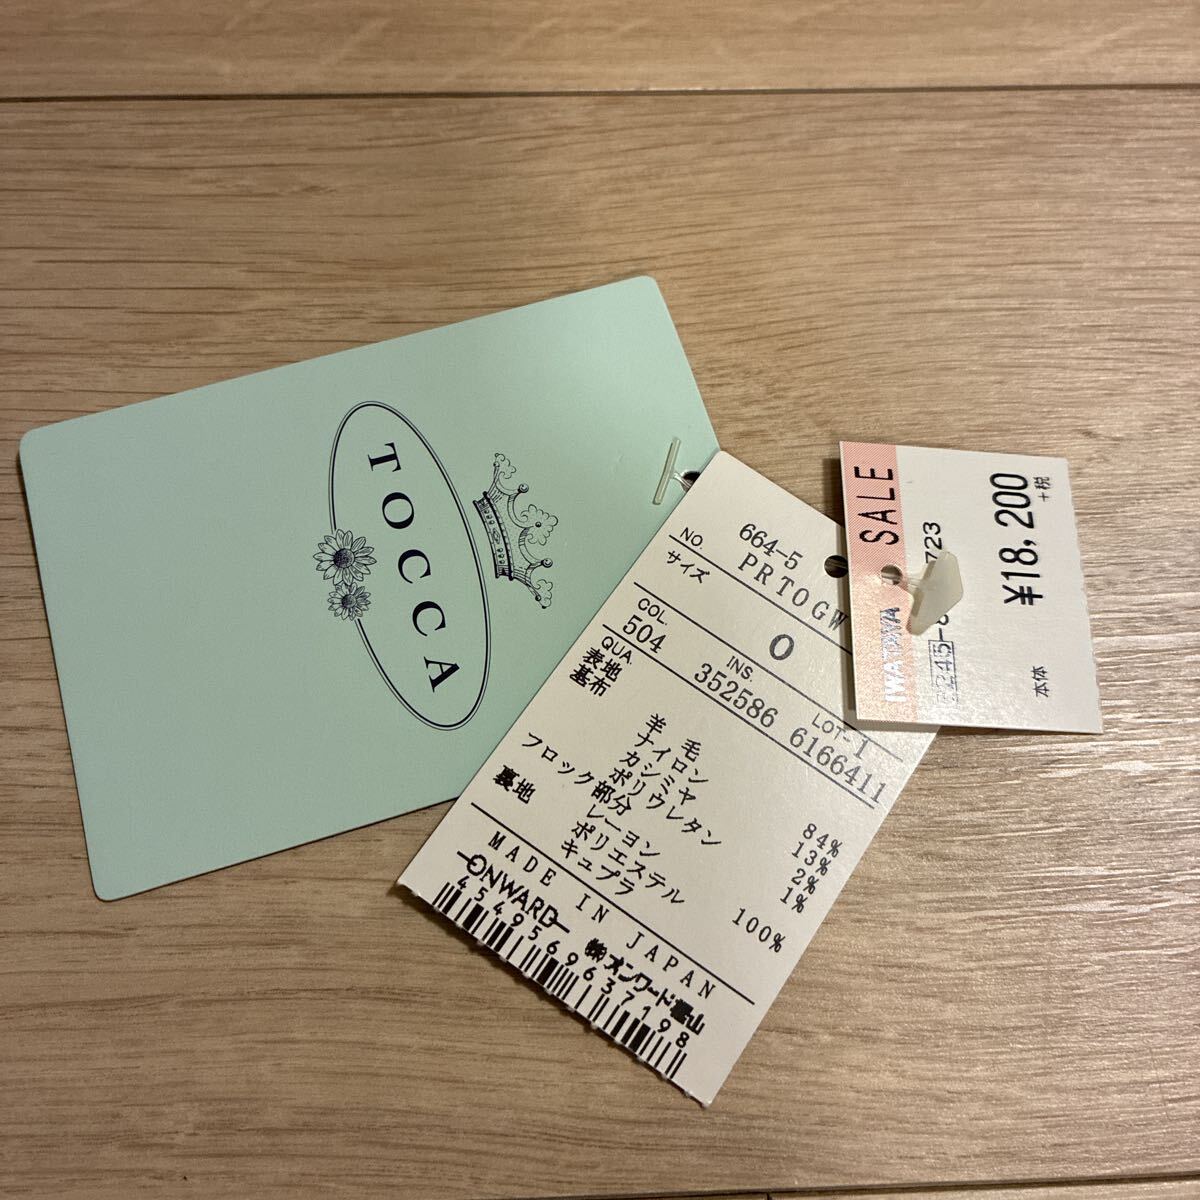 TOCCA
NO. 664-5 PRTOGW
サイズ 0
COL. INS. LOT-1
504 352586 6166411
QUA.
表地
基布
羊毛 84%
ナイロン 13%
カシミヤ 2%
ポリウレタン 1%
フロック部分
レーヨン
ポリエステル
裏地 キュプラ 100%
MADE IN JAPAN
ONWARD ㈱オンワード樫山
4549569637198
IWATAYA SALE
723
本体 ¥18,200 +税